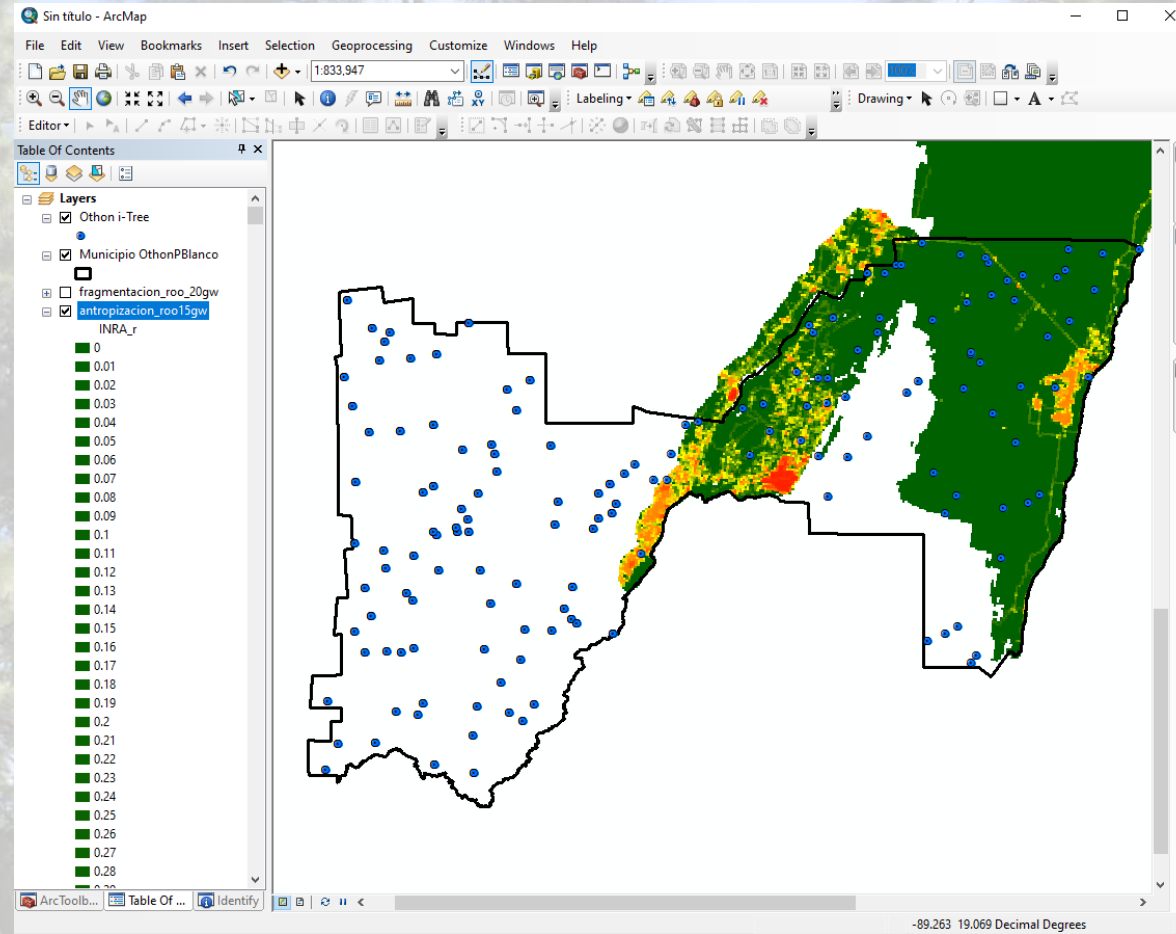 Sin título - ArcMap
File Edit View Bookmarks Insert Selection Geoprocessing Customize Windows Help
1:833,947
100%
Labeling
Drawing
Editor
Table Of Contents
Layers
Othon i-Tree
Municipio OthonPBlanco
fragmentacion_roo_20gw
antropizacion_roo15gw
INRA_r
0
0.01
0.02
0.03
0.04
0.05
0.06
0.07
0.08
0.09
0.1
0.11
0.12
0.13
0.14
0.15
0.16
0.17
0.18
0.19
0.2
0.21
0.22
0.23
0.24
0.25
0.26
0.27
0.28
ArcToolb... Table Of ... Identify
-89.263 19.069 Decimal Degrees